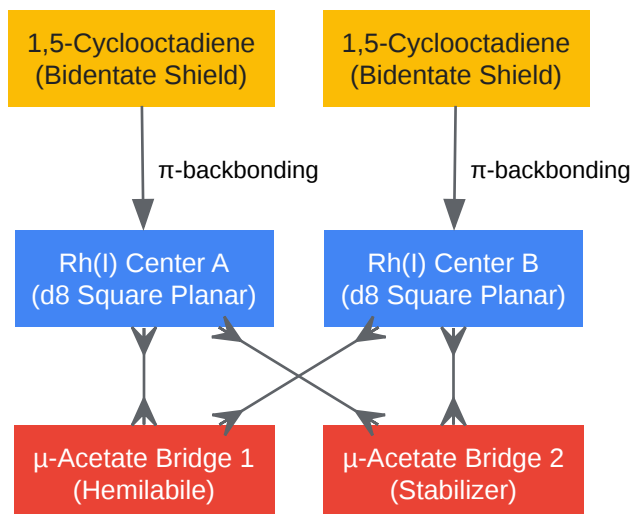 1,5-Cyclooctadiene
(Bidentate Shield)
1,5-Cyclooctadiene
(Bidentate Shield)
π-backbonding
π-backbonding
Rh(I) Center A
(d8 Square Planar)
Rh(I) Center B
(d8 Square Planar)
µ-Acetate Bridge 1
(Hemilabile)
µ-Acetate Bridge 2
(Stabilizer)